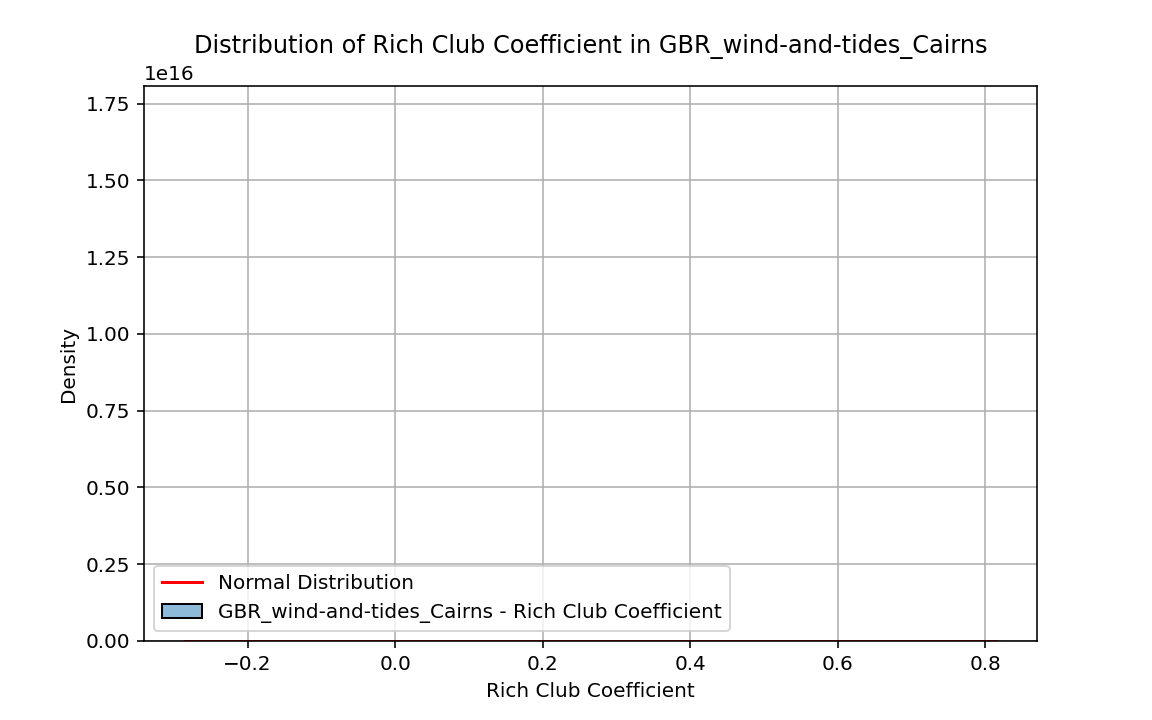 Distribution of Rich Club Coefficient in GBR_wind-and-tides_Cairns
1e16
1.75
1.50
1.25
1.00
0.75
0.50
0.25
0.00
Density
Normal Distribution
GBR_wind-and-tides_Cairns - Rich Club Coefficient
−0.2 0.0 0.2 0.4 0.6 0.8
Rich Club Coefficient